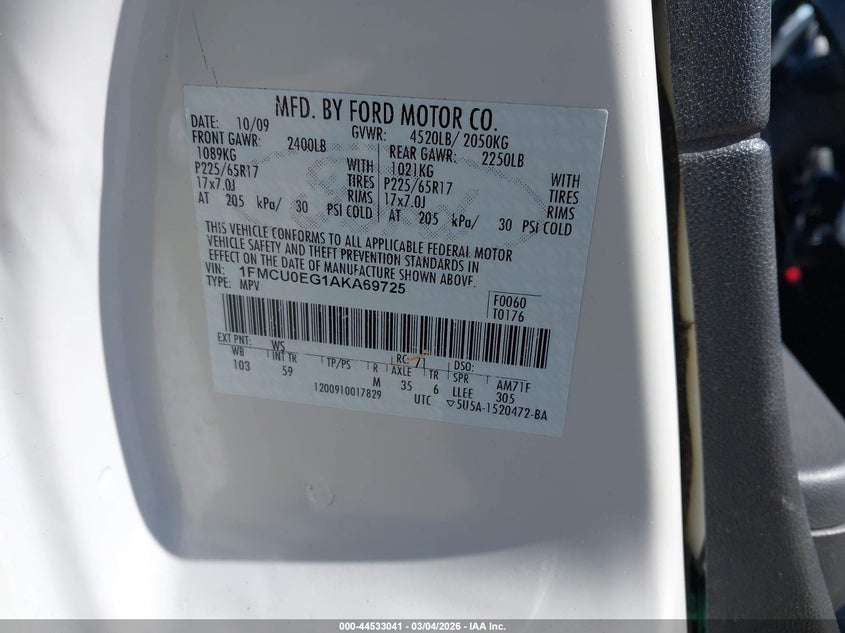 MFD. BY FORD MOTOR CO.
DATE: 10/09 GVWR: 4520LB/ 2050KG
FRONT GAWR: 2400LB REAR GAWR: 2250LB
1089KG WITH 1021KG WITH
P225/65R17 TIRES P225/65R17 TIRES
17x7.0J RIMS 17x7.0J RIMS
AT 205 kPa/ 30 PSI COLD AT 205 kPa/ 30 PSI COLD
THIS VEHICLE CONFORMS TO ALL APPLICABLE FEDERAL MOTOR
VEHICLE SAFETY AND THEFT PREVENTION STANDARDS IN
EFFECT ON THE DATE OF MANUFACTURE SHOWN ABOVE.
VIN: 1FMCU0EG1AKA69725
TYPE: MPV
F0060
T0176
EXT PNT: WS RC: 71 DSO:
WB INT TR TP/PS R AXLE TR SPR AM71F
103 59 M 35 6 LLEE 305
1200910017829 UTC ▽5U5A-1520472-BA
000-44533041 - 03/04/2026 - IAA Inc.